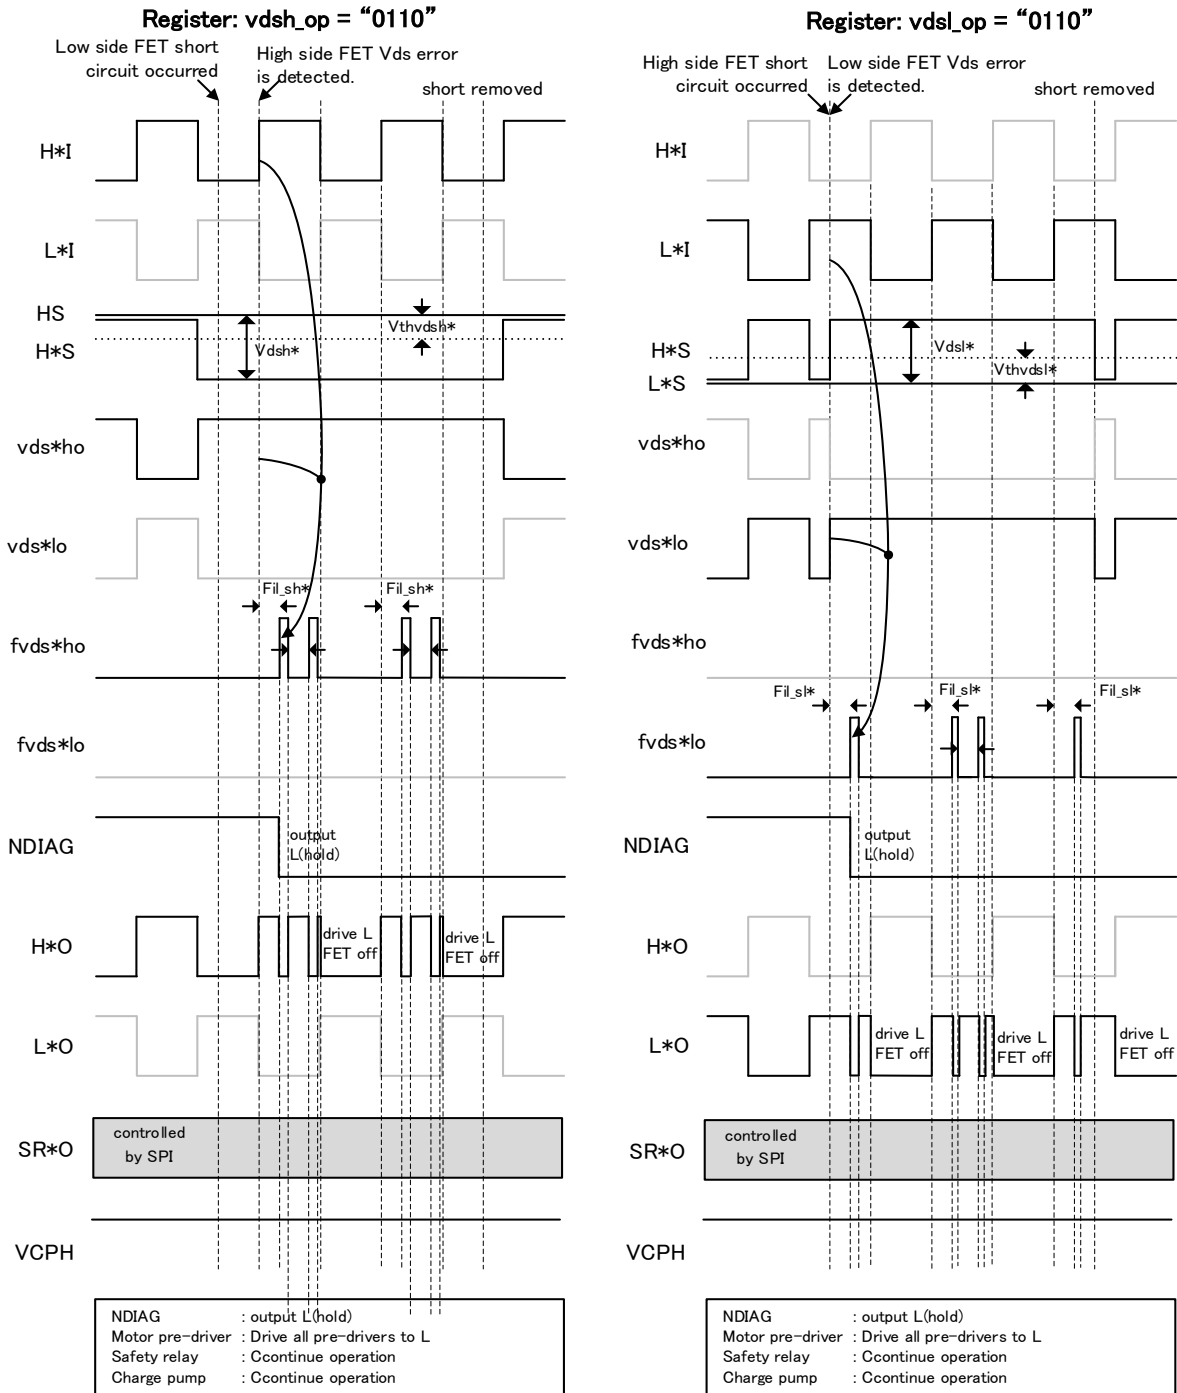 Register: vdsh_op = “0110”
Low side FET short
circuit occurred
High side FET Vds error
is detected.
short removed
H*I
L*I
HS
Vthvdsh*
H*S
Vdsh*
vds*ho
vds*lo
Fil_sh*
Fil_sh*
fvds*ho
fvds*lo
NDIAG
output
L(hold)
H*O
drive L
FET off
drive L
FET off
L*O
SR*O
controlled
by SPI
VCPH
NDIAG : output L(hold)
Motor pre-driver : Drive all pre-drivers to L
Safety relay : Ccontinue operation
Charge pump : Ccontinue operation
Register: vdsl_op = “0110”
High side FET short
circuit occurred
Low side FET Vds error
is detected.
short removed
H*I
L*I
H*S
Vdsl*
Vthvdsl*
L*S
vds*ho
vds*lo
fvds*ho
Fil_sl*
Fil_sl*
Fil_sl*
fvds*lo
NDIAG
output
L(hold)
H*O
L*O
drive L
FET off
drive L
FET off
drive L
FET off
SR*O
controlled
by SPI
VCPH
NDIAG : output L(hold)
Motor pre-driver : Drive all pre-drivers to L
Safety relay : Ccontinue operation
Charge pump : Ccontinue operation